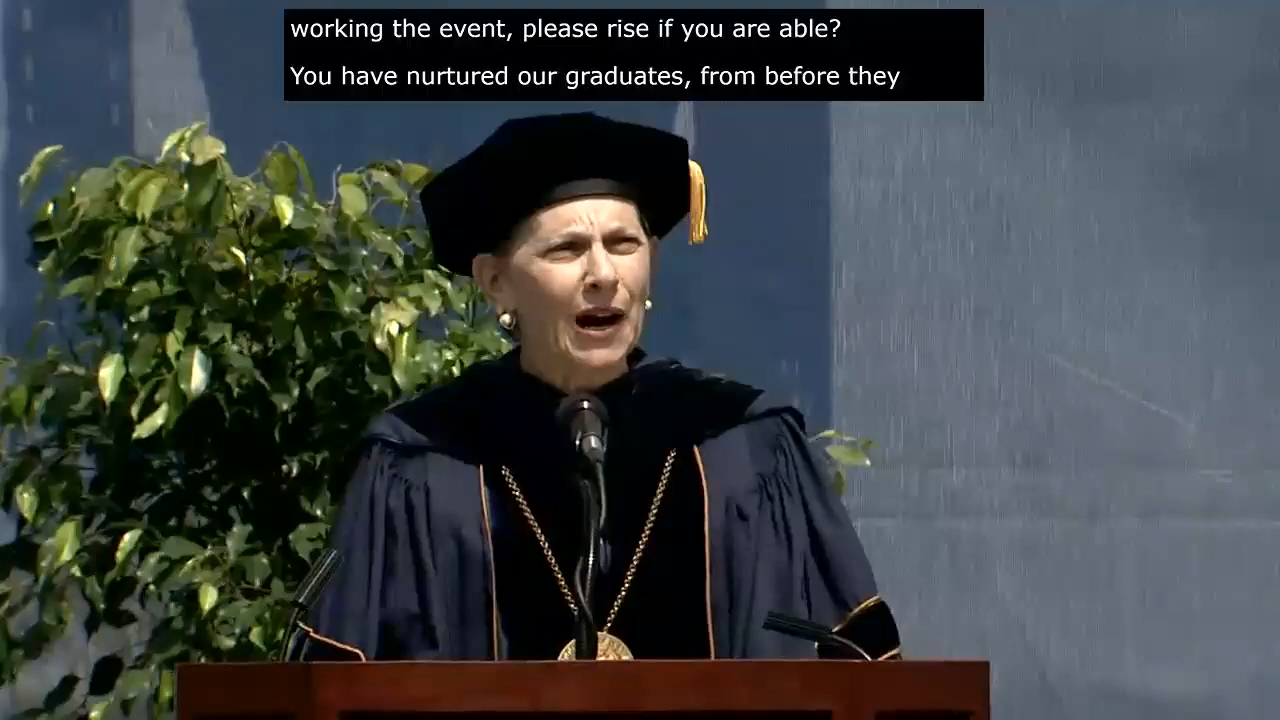 working the event, please rise if you are able?
You have nurtured our graduates, from before they